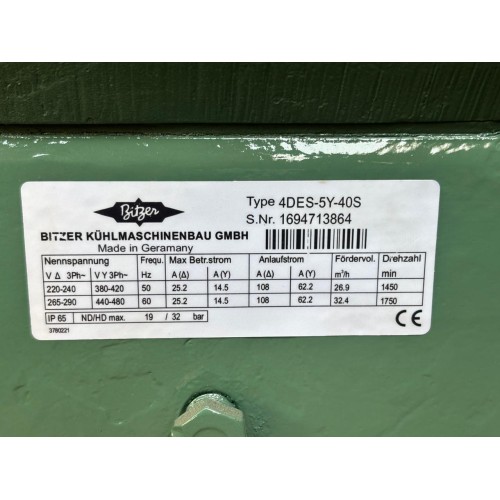 Bitzer
Type 4DES-5Y-40S
S.Nr. 1694713864
BITZER KÜHLMASCHINENBAU GMBH
Made in Geramany
Nennspannung Frequ. Max Betr.strom Anlaufstrom Fördervol. Drehzahl
V Δ 3Ph~ V Y 3Ph~ Hz A (Δ) A (Y) A (Δ) A (Y) m³/h min
220-240 380-420 50 25.2 14.5 108 62.2 26.9 1450
265-290 440-480 60 25.2 14.5 108 62.2 32.4 1750
IP 65 ND/HD max. 19 / 32 bar CE
3780221